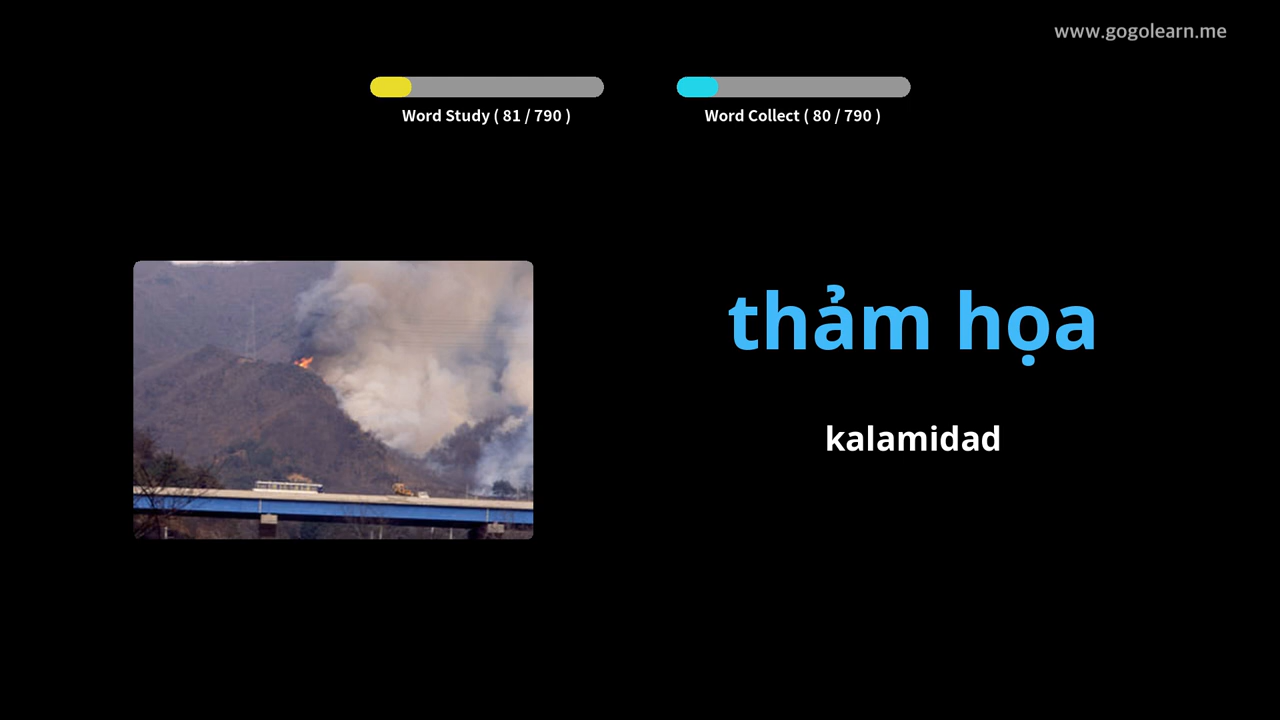 www.gogolearn.me
Word Study ( 81 / 790 )
Word Collect ( 80 / 790 )
thảm họa
kalamidad